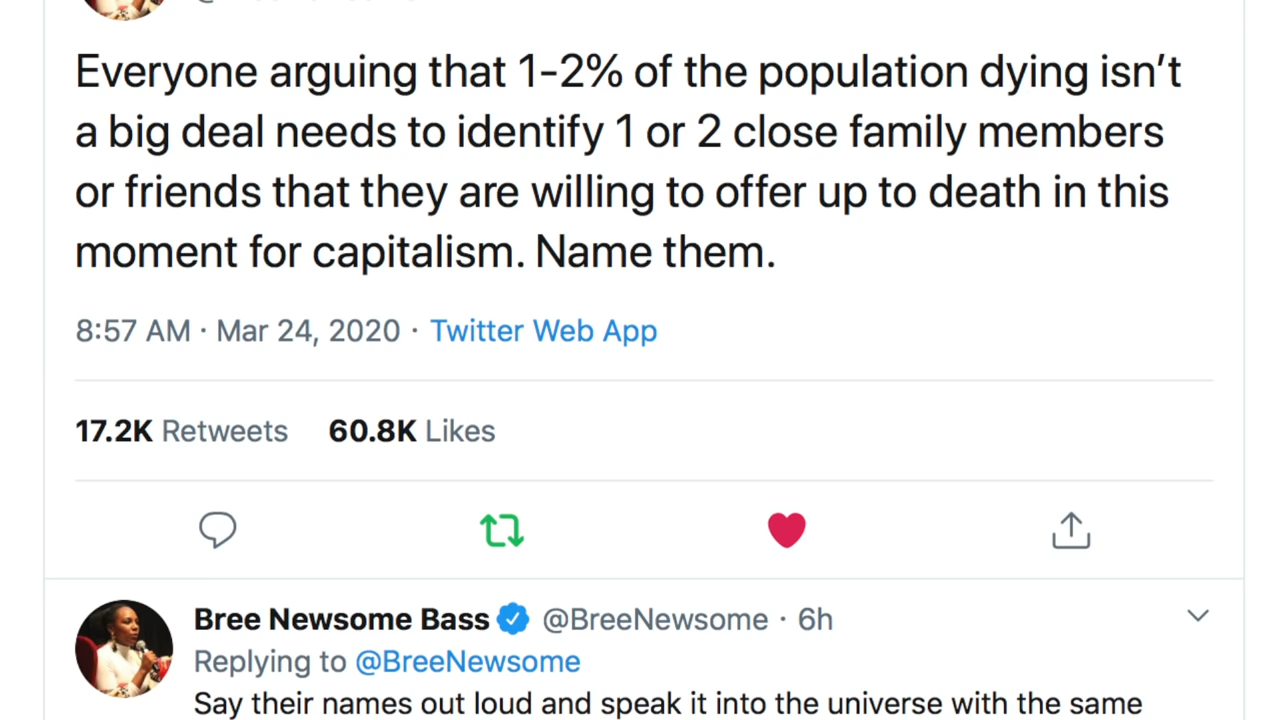 Everyone arguing that 1-2% of the population dying isn't
a big deal needs to identify 1 or 2 close family members
or friends that they are willing to offer up to death in this
moment for capitalism. Name them.
8:57 AM · Mar 24, 2020 · Twitter Web App
17.2K Retweets 60.8K Likes
Bree Newsome Bass @BreeNewsome · 6h
Replying to @BreeNewsome
Say their names out loud and speak it into the universe with the same